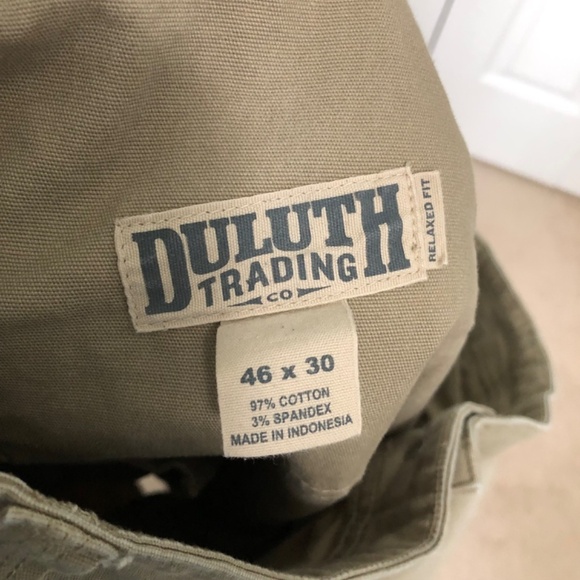 DULUTH
TRADING
CO
RELAXED FIT
46 x 30
97% COTTON
3% SPANDEX
MADE IN INDONESIA